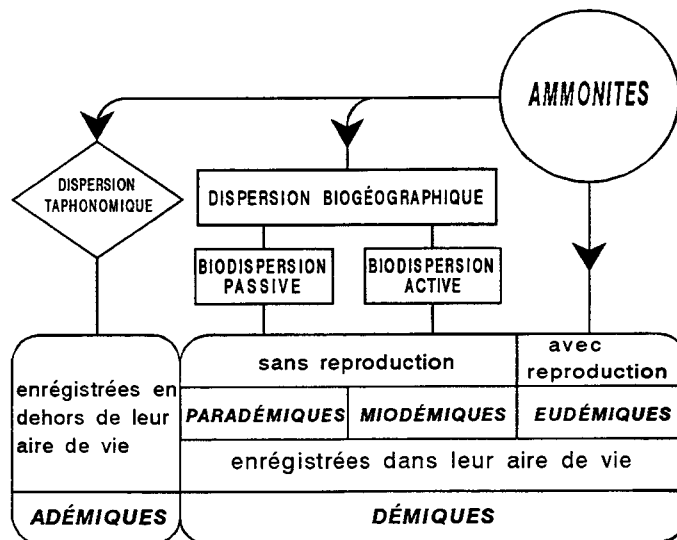 AMMONITES
DISPERSION
TAPHONOMIQUE
DISPERSION BIOGÉOGRAPHIQUE
BIODISPERSION
PASSIVE
BIODISPERSION
ACTIVE
enrégistrées en
dehors de leur
aire de vie
sans reproduction
avec
reproduction
PARADÉMIQUES
MIODÉMIQUES
EUDÉMIQUES
enrégistrées dans leur aire de vie
ADÉMIQUES
DÉMIQUES